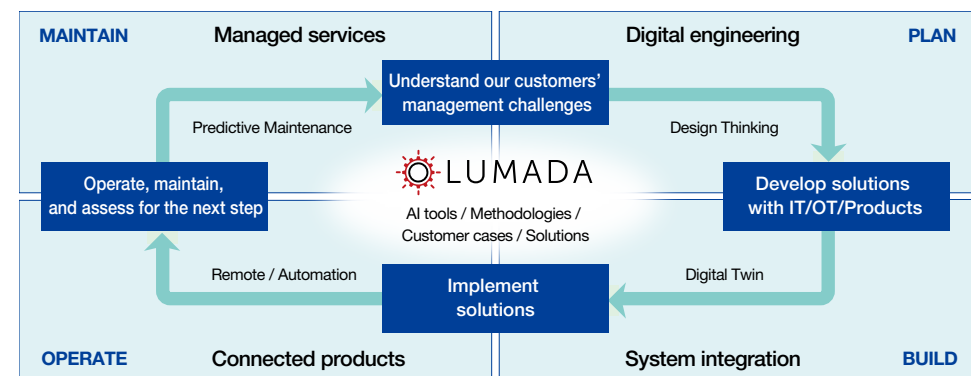 MAINTAIN
Managed services
Digital engineering
PLAN
Understand our customers’
management challenges
Predictive Maintenance
Design Thinking
Operate, maintain,
and assess for the next step
LUMADA
AI tools / Methodologies /
Customer cases / Solutions
Develop solutions
with IT/OT/Products
Remote / Automation
Implement
solutions
Digital Twin
OPERATE
Connected products
System integration
BUILD